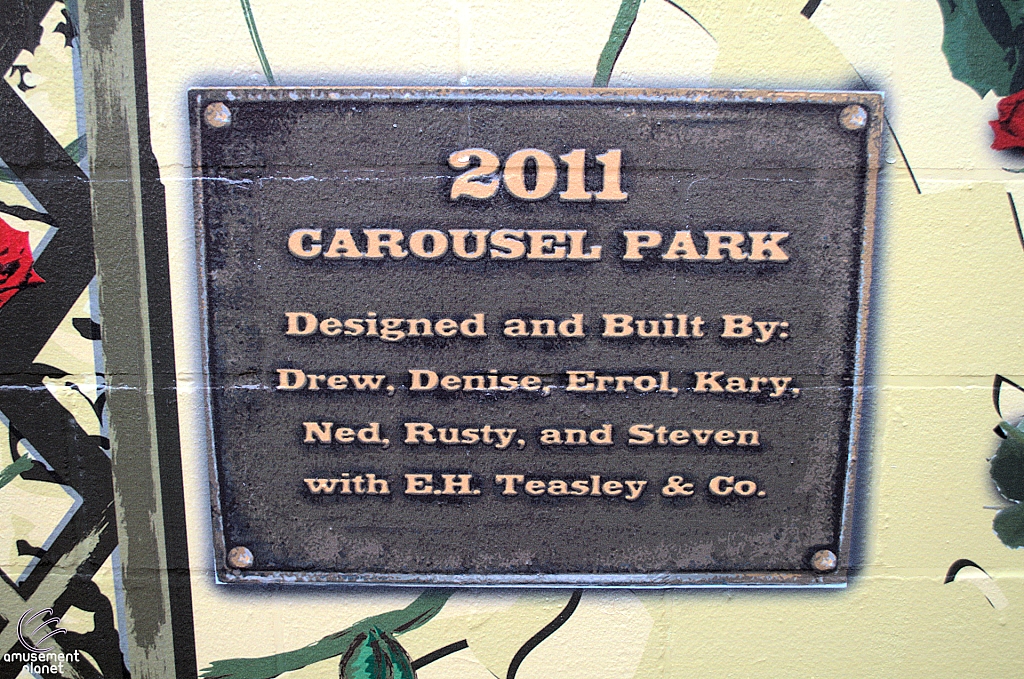 2011
CAROUSEL PARK
Designed and Built By:
Drew, Denise, Errol, Kary,
Ned, Rusty, and Steven
with E.H. Teasley & Co.
amusement
planet